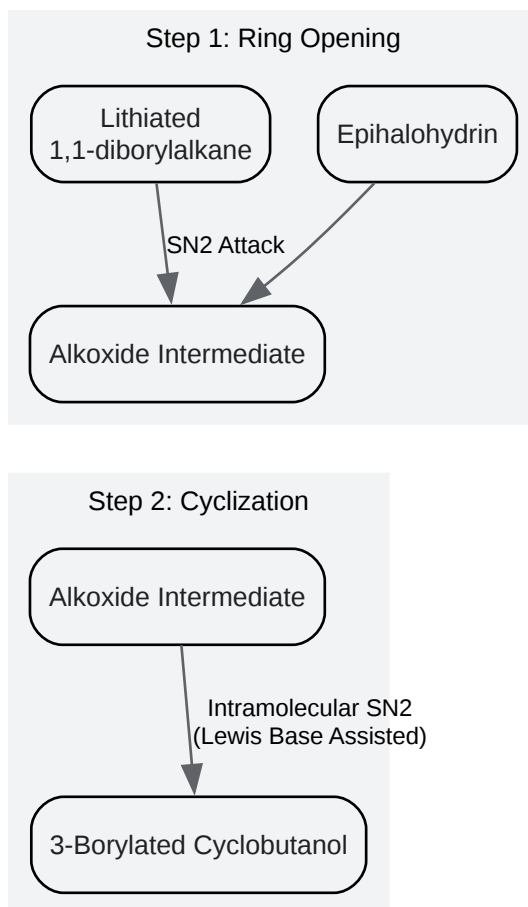 Step 1: Ring Opening
Lithiated
1,1-diborylalkane
Epihalohydrin
SN2 Attack
Alkoxide Intermediate
Step 2: Cyclization
Alkoxide Intermediate
Intramolecular SN2
(Lewis Base Assisted)
3-Borylated Cyclobutanol